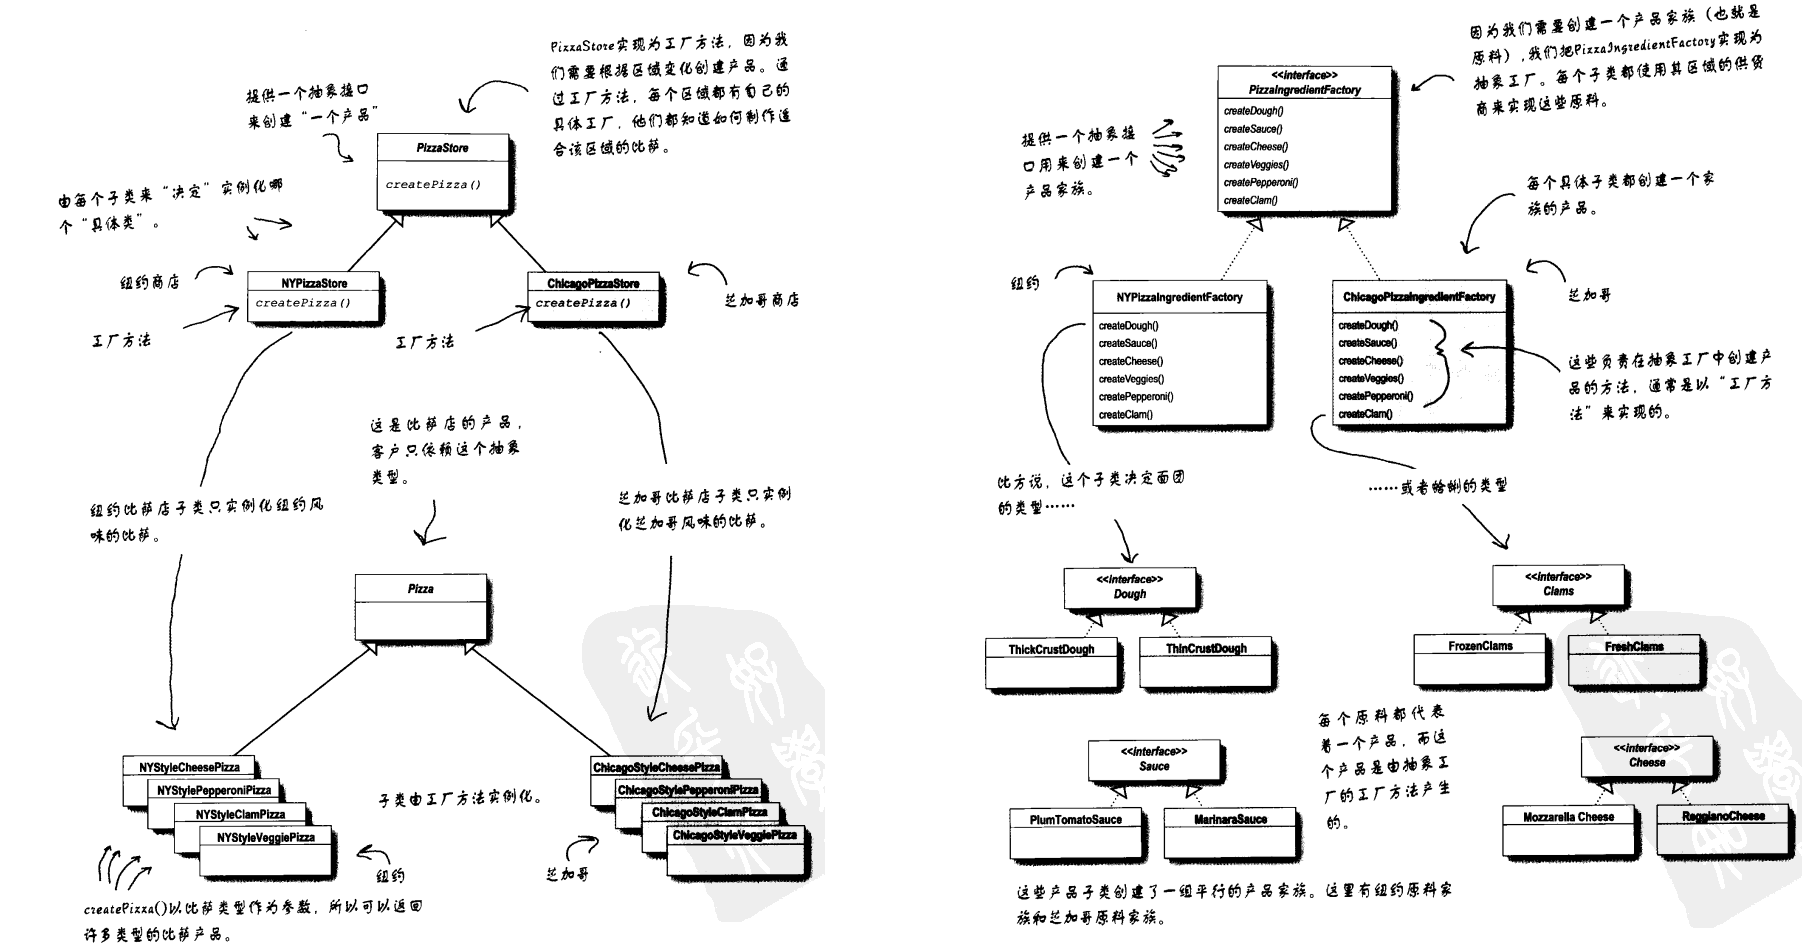 PizzaStore实现为工厂方法，因为我
们需要根据区域变化创建产品。通
过工厂方法，每个区域都有自己的
具体工厂，他们都知道如何制作适
合该区域的比萨。
提供一个抽象接口
来创建“一个产品”
PizzaStore
createPizza()
由每个子类来“决定”实例化哪
个“具体类”。
纽约商店
NYPizzaStore
createPizza()
ChicagoPizzaStore
createPizza()
芝加哥商店
工厂方法
工厂方法
这是比萨店的产品，
客户只依赖这个抽象
类型。
纽约比萨店子类只实例化纽约风
味的比萨。
芝加哥比萨店子类只实例
化芝加哥风味的比萨。
Pizza
NYStyleCheesePizza
NYStylePepperoniPizza
NYStyleClamPizza
NYStyleVeggiePizza
子类由工厂方法实例化。
ChicagoStyleCheesePizza
ChicagoStylePepperoniPizza
ChicagoStyleClamPizza
ChicagoStyleVeggiePizza
纽约
芝加哥
createPizza()以比萨类型作为参数，所以可以返回
许多类型的比萨产品。
因为我们需要创建一个产品家族（也就是
原料），我们把PizzaIngredientFactory实现为
抽象工厂。每个子类都使用其区域的供货
商来实现这些原料。
<<interface>>
PizzaIngredientFactory
createDough()
createSauce()
createCheese()
createVeggies()
createPepperoni()
createClam()
提供一个抽象接
口用来创建一个
产品家族。
每个具体子类都创建一个家
族的产品。
纽约
NYPizzaIngredientFactory
createDough()
createSauce()
createCheese()
createVeggies()
createPepperoni()
createClam()
ChicagoPizzaIngredientFactory
createDough()
createSauce()
createCheese()
createVeggies()
createPepperoni()
createClam()
芝加哥
这些负责在抽象工厂中创建产
品的方法，通常是以“工厂方
法”来实现的。
比方说，这个子类决定面团
的类型……
……或者蛤蜊的类型
<<interface>>
Dough
ThickCrustDough
ThinCrustDough
<<interface>>
Clams
FrozenClams
FreshClams
<<interface>>
Sauce
PlumTomatoSauce
MarinaraSauce
每个原料都代表
着一个产品，而这
个产品是由抽象工
厂的工厂方法产生
的。
<<interface>>
Cheese
Mozzarella Cheese
ReggianoCheese
这些产品子类创建了一组平行的产品家族。这里有纽约原料家
族和芝加哥原料家族。